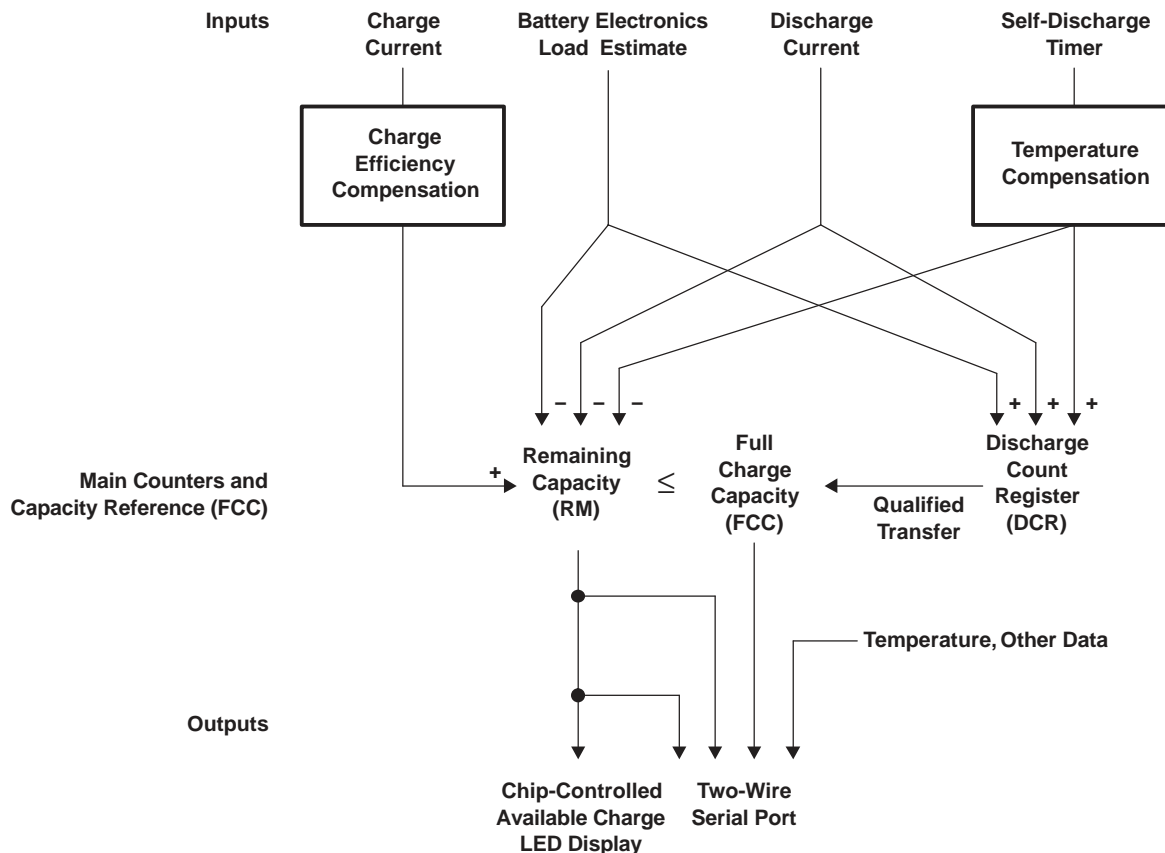 Inputs
Charge
Current
Battery Electronics
Load Estimate
Discharge
Current
Self-Discharge
Timer
Charge
Efficiency
Compensation
Temperature
Compensation
– – –
+ + +
Main Counters and
Capacity Reference (FCC)
+
Remaining
Capacity
(RM)
≤
Full
Charge
Capacity
(FCC)
Qualified
Transfer
Discharge
Count
Register
(DCR)
Temperature, Other Data
Outputs
Chip-Controlled
Available Charge
LED Display
Two-Wire
Serial Port